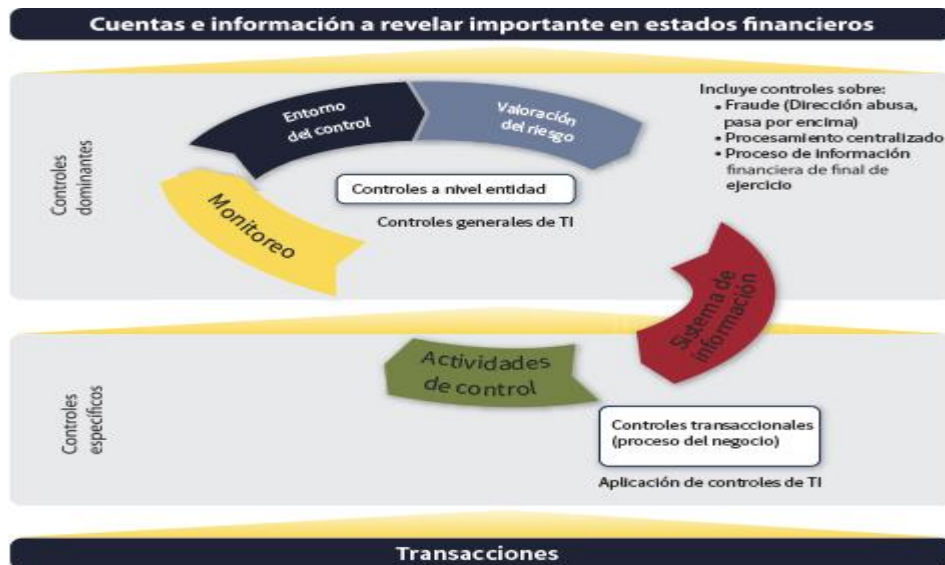 Cuentas e información a revelar importante en estados financieros
Controles
dominantes
Entorno
del control
Valoración
del riesgo
Incluye controles sobre:
• Fraude (Dirección abusa,
pasa por encima)
• Procesamiento centralizado
• Proceso de información
financiera de final de
ejercicio
Controles a nivel entidad
Controles generales de TI
Monitoreo
Sistema de
información
Controles
específicos
Actividades
de control
Controles transaccionales
(proceso del negocio)
Aplicación de controles de TI
Transacciones